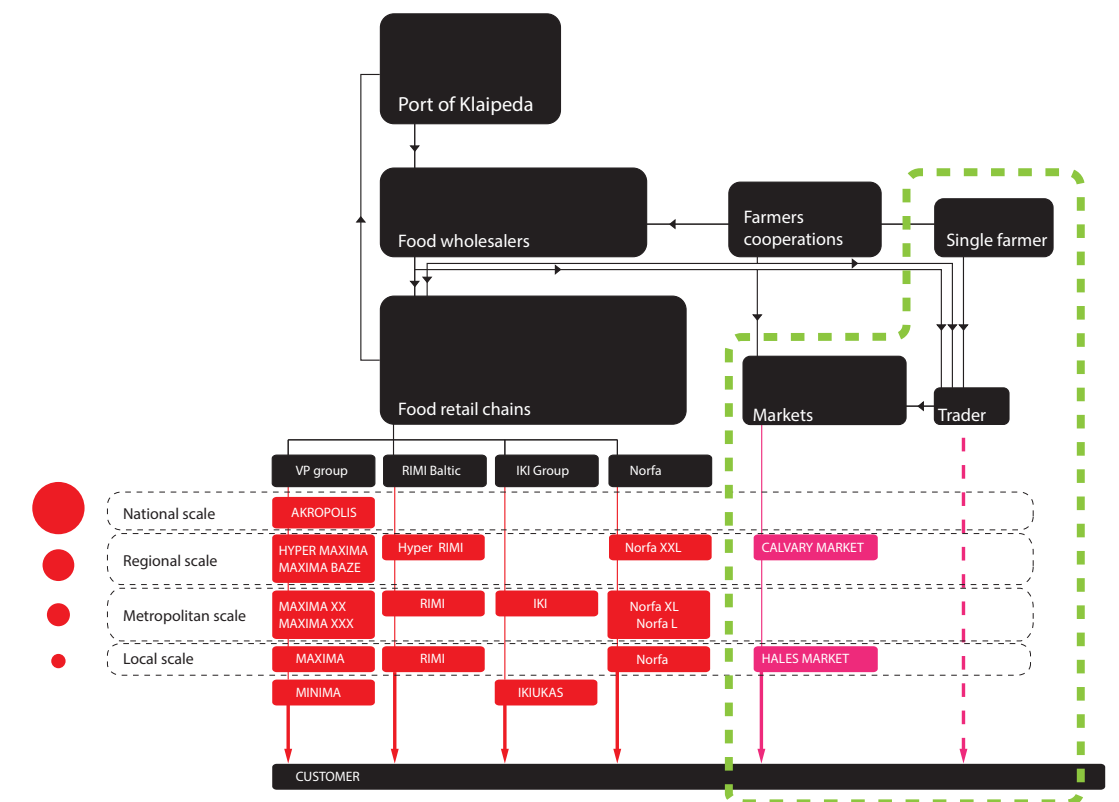 Port of Klaipeda
Food wholesalers
Farmers
cooperations
Single farmer
Food retail chains
Markets
Trader
VP group
RIMI Baltic
IKI Group
Norfa
National scale
AKROPOLIS
Regional scale
HYPER MAXIMA
MAXIMA BAZE
Hyper RIMI
Norfa XXL
CALVARY MARKET
Metropolitan scale
MAXIMA XX
MAXIMA XXX
RIMI
IKI
Norfa XL
Norfa L
Local scale
MAXIMA
RIMI
Norfa
HALES MARKET
MINIMA
IKIUKAS
CUSTOMER